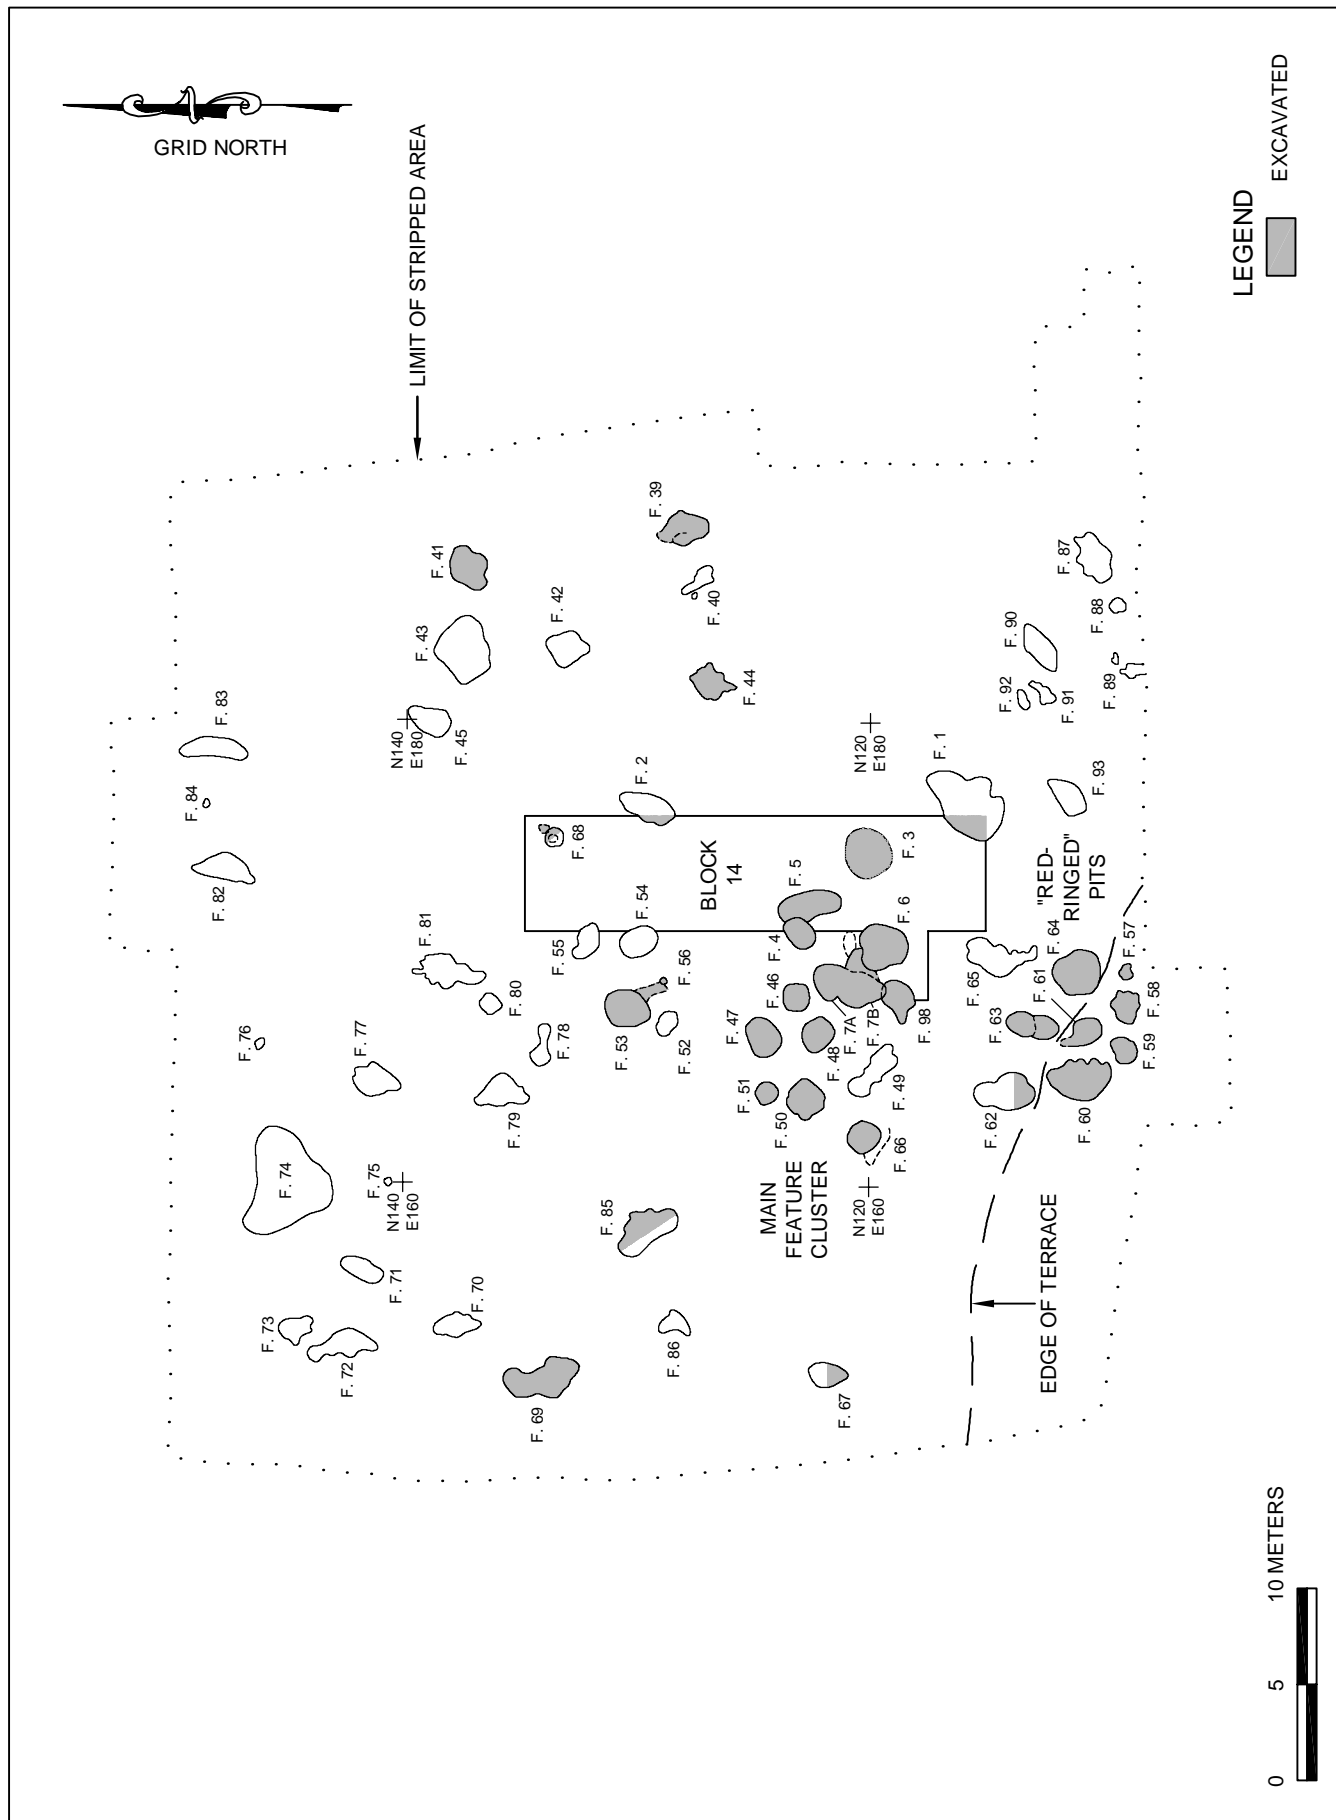 GRID NORTH
LIMIT OF STRIPPED AREA
LEGEND
EXCAVATED
F. 83
F. 84
F. 82
F. 76
F. 77
F. 74
F. 75
N140
E160
F. 71
F. 73
F. 72
F. 70
F. 69
F. 81
F. 80
F. 78
F. 79
F. 41
F. 43
F. 42
N140
E180
F. 45
F. 39
F. 40
F. 44
F. 2
F. 68
F. 55
F. 54
F. 56
F. 53
F. 52
F. 85
F. 86
BLOCK
14
F. 5
F. 3
F. 4
F. 6
F. 46
F. 47
F. 48
F. 7A
F. 7B
F. 98
F. 51
F. 50
F. 49
F. 66
MAIN
FEATURE
CLUSTER
N120
E160
F. 67
N120
E180
F. 1
F. 87
F. 88
F. 90
F. 89
F. 92
F. 91
F. 93
"RED-
RINGED"
PITS
F. 65
F. 64
F. 57
F. 61
F. 58
F. 63
F. 59
F. 62
F. 60
EDGE OF TERRACE
0
5
10 METERS